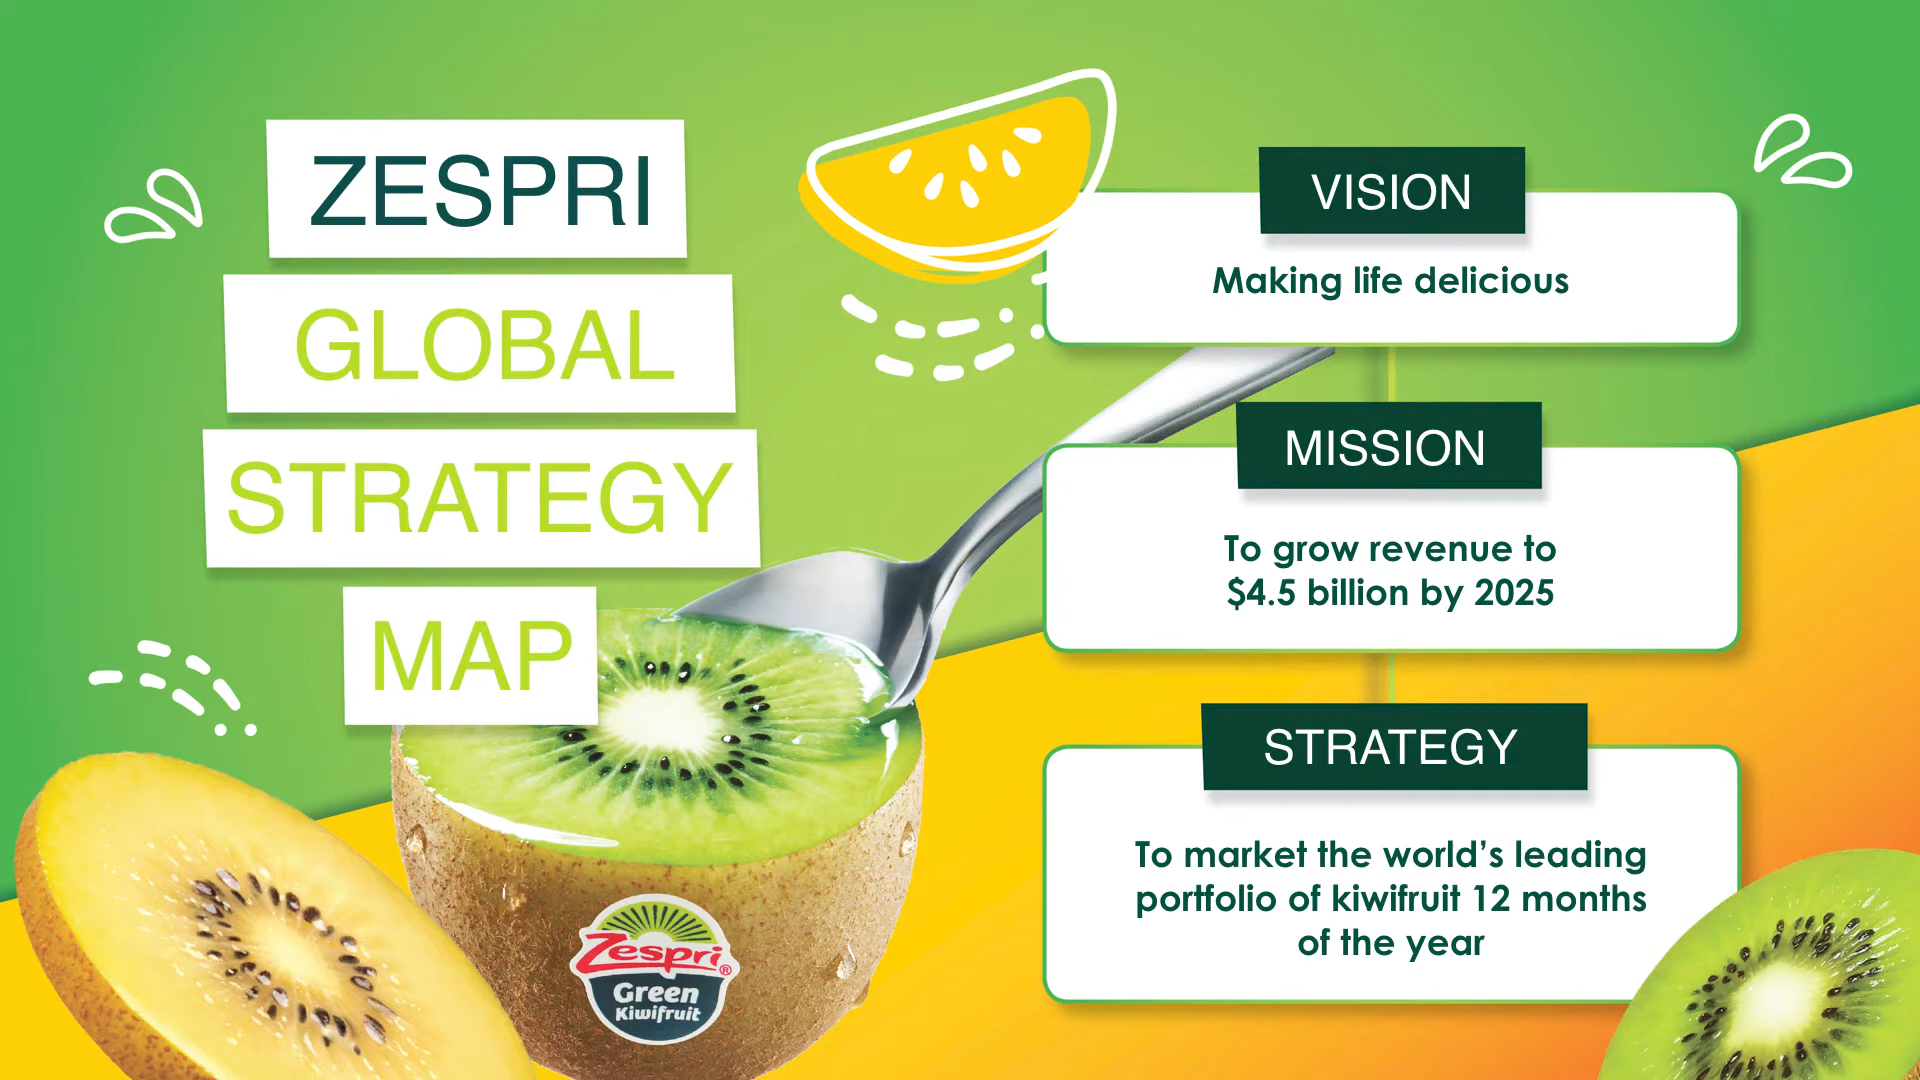 ZESPRI
GLOBAL
STRATEGY
MAP
VISION
Making life delicious
MISSION
To grow revenue to
$4.5 billion by 2025
STRATEGY
To market the world’s leading
portfolio of kiwifruit 12 months
of the year
Zespri®
Green
Kiwifruit